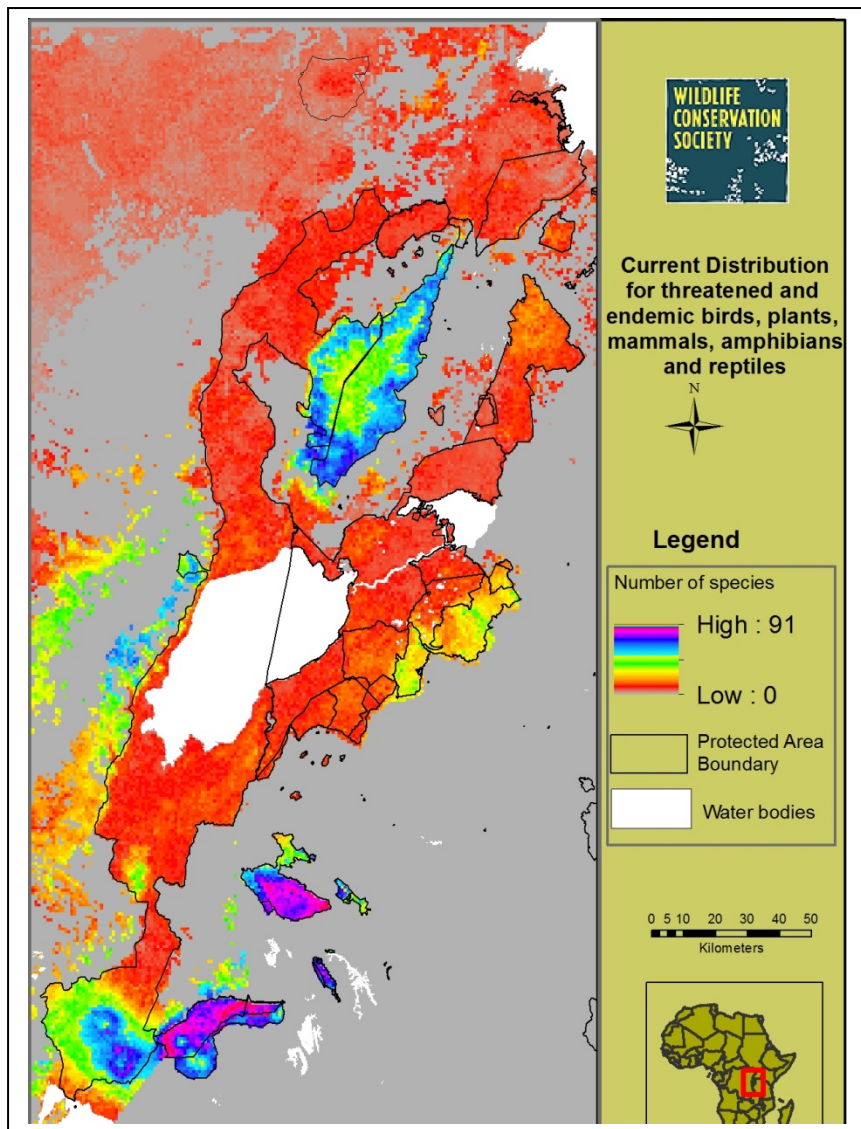 WILDLIFE
CONSERVATION
SOCIETY
Current Distribution
for threatened and
endemic birds, plants,
mammals, amphibians
and reptiles
N
Legend
Number of species
High : 91
Low : 0
Protected Area
Boundary
Water bodies
0 5 10 20 30 40 50
Kilometers